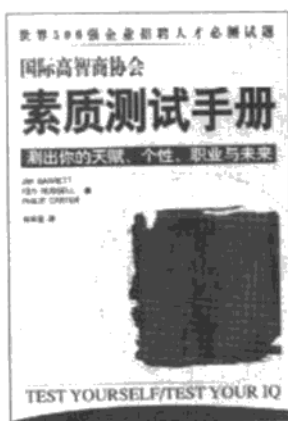 世界500强企业招聘人才必测试题
国际高智商协会
素质测试手册
测出你的天赋、个性、职业与未来
JIM BARRETT
KEN RUSSELL 著
PHILIP CARTER
TEST YOURSELF/TEST YOUR IQ